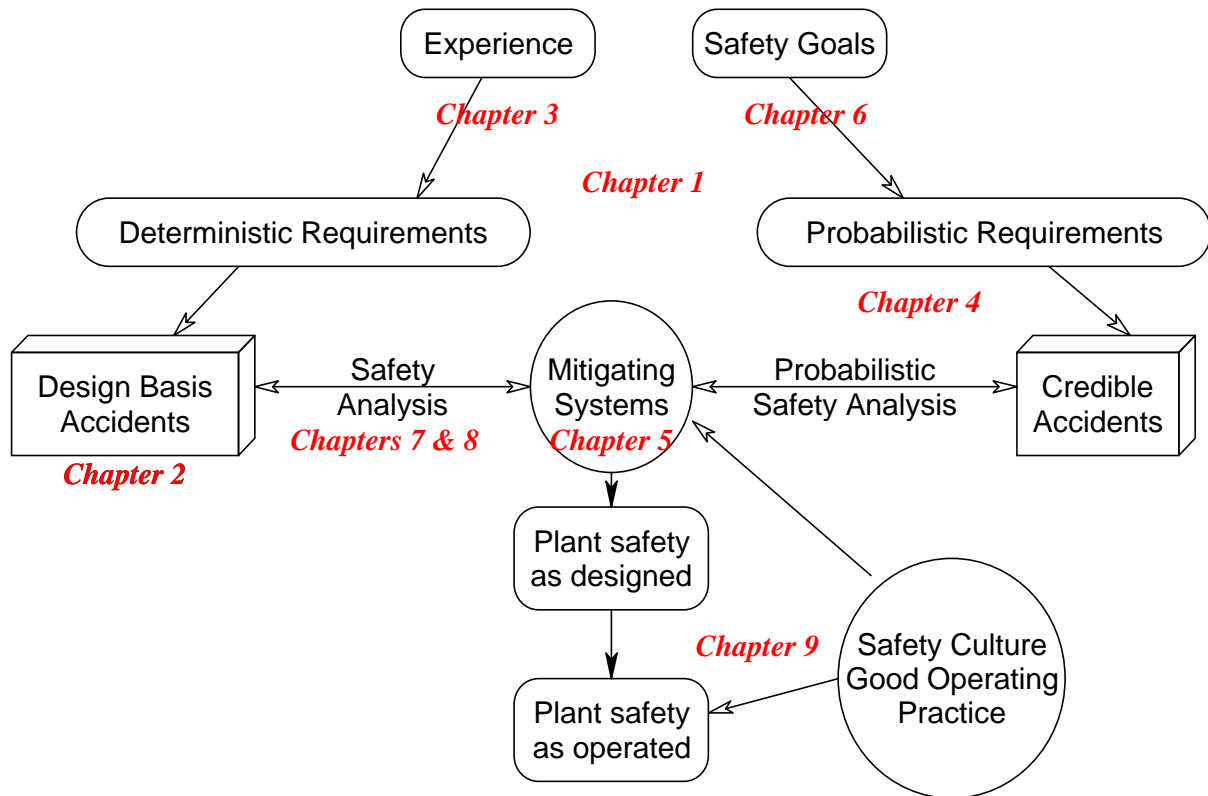 Experience
Safety Goals
Chapter 3
Chapter 6
Chapter 1
Deterministic Requirements
Probabilistic Requirements
Chapter 4
Design Basis
Accidents
Chapter 2
Safety
Analysis
Chapters 7 & 8
Mitigating
Systems
Chapter 5
Probabilistic
Safety Analysis
Credible
Accidents
Plant safety
as designed
Chapter 9
Safety Culture
Good Operating
Practice
Plant safety
as operated